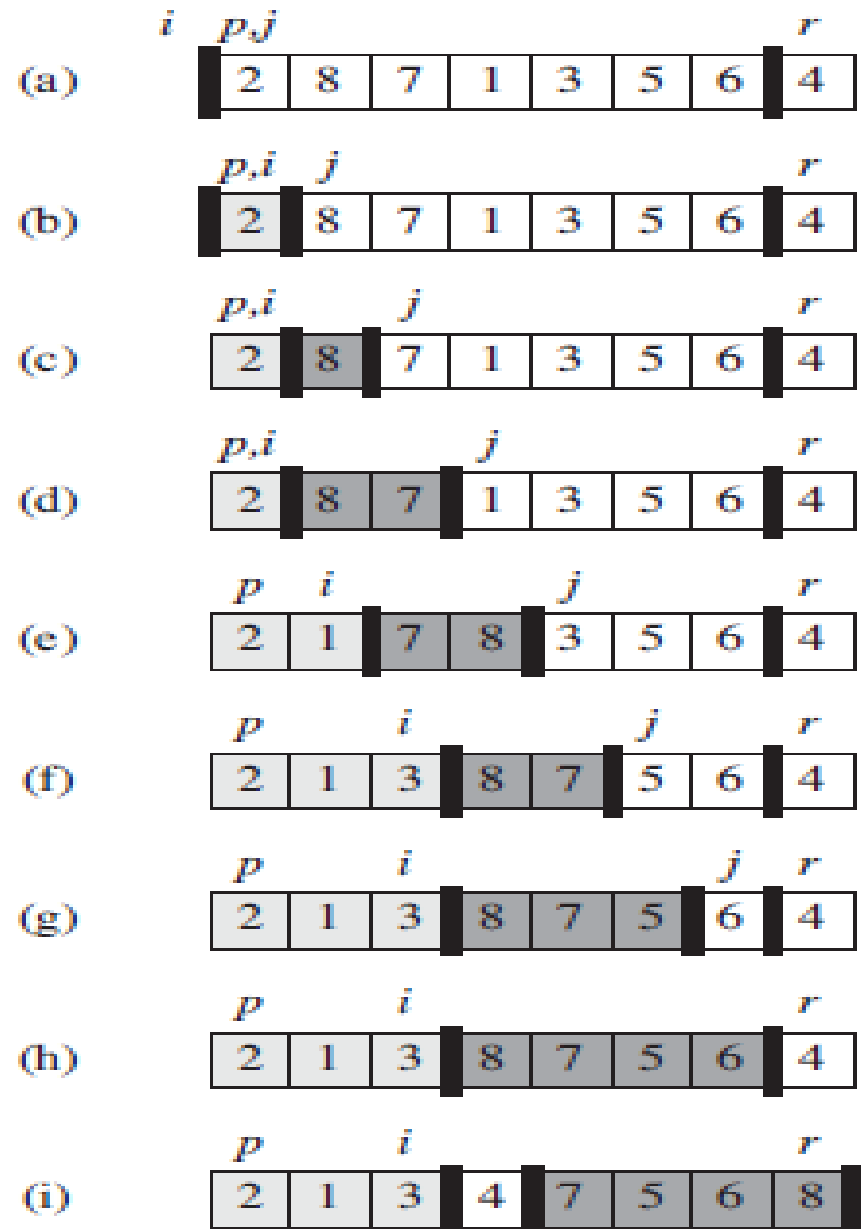 i p,j r
(a) 2 8 7 1 3 5 6 4
p,i j r
(b) 2 8 7 1 3 5 6 4
p,i j r
(c) 2 8 7 1 3 5 6 4
p,i j r
(d) 2 8 7 1 3 5 6 4
p i j r
(e) 2 1 7 8 3 5 6 4
p i j r
(f) 2 1 3 8 7 5 6 4
p i j r
(g) 2 1 3 8 7 5 6 4
p i r
(h) 2 1 3 8 7 5 6 4
p i r
(i) 2 1 3 4 7 5 6 8